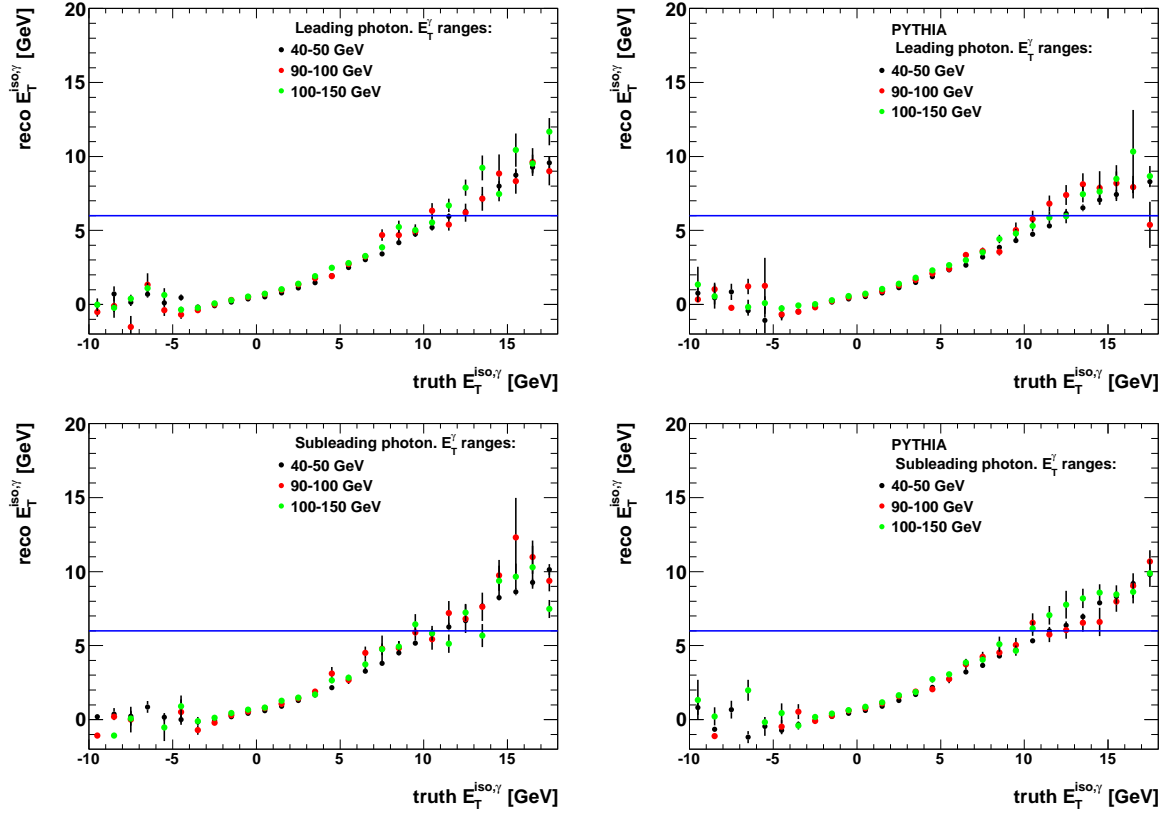 reco E_T^{iso,γ} [GeV]
20
15
10
5
0
Leading photon. E_T^γ ranges:
40-50 GeV
90-100 GeV
100-150 GeV
-10 -5 0 5 10 15
truth E_T^{iso,γ} [GeV]
reco E_T^{iso,γ} [GeV]
20
15
10
5
0
PYTHIA
Leading photon. E_T^γ ranges:
40-50 GeV
90-100 GeV
100-150 GeV
-10 -5 0 5 10 15
truth E_T^{iso,γ} [GeV]
reco E_T^{iso,γ} [GeV]
20
15
10
5
0
Subleading photon. E_T^γ ranges:
40-50 GeV
90-100 GeV
100-150 GeV
-10 -5 0 5 10 15
truth E_T^{iso,γ} [GeV]
reco E_T^{iso,γ} [GeV]
20
15
10
5
0
PYTHIA
Subleading photon. E_T^γ ranges:
40-50 GeV
90-100 GeV
100-150 GeV
-10 -5 0 5 10 15
truth E_T^{iso,γ} [GeV]